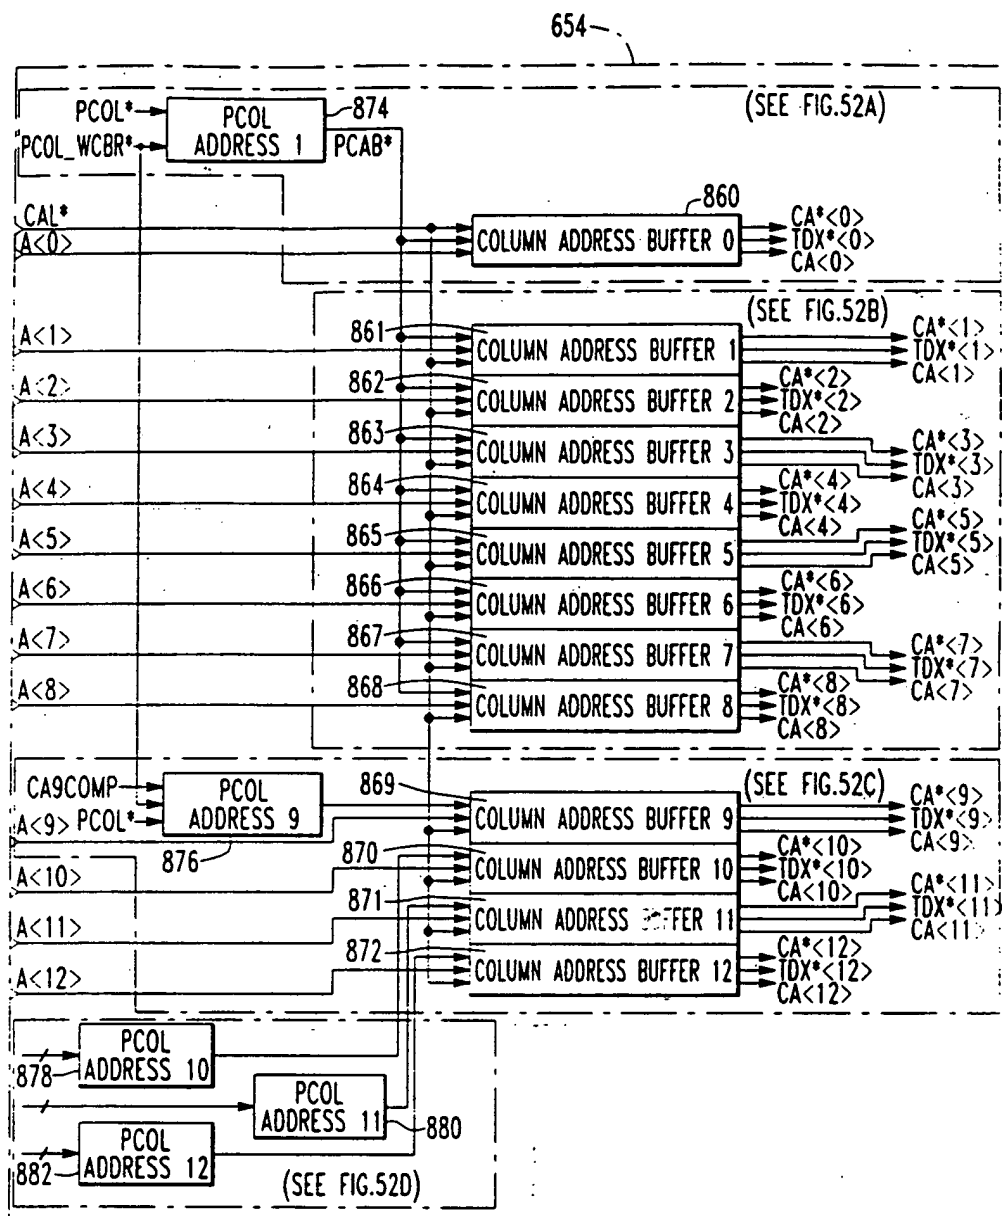 654
PCOL*
PCOL_WCBR*
PCOL
ADDRESS 1
874
PCAB*
(SEE FIG.52A)
CAL*
A<0>
860
COLUMN ADDRESS BUFFER 0
CA*<0>
TDX*<0>
CA<0>
(SEE FIG.52B)
A<1>
861
COLUMN ADDRESS BUFFER 1
CA*<1>
TDX*<1>
CA<1>
A<2>
862
COLUMN ADDRESS BUFFER 2
CA*<2>
TDX*<2>
CA<2>
A<3>
863
COLUMN ADDRESS BUFFER 3
CA*<3>
TDX*<3>
CA<3>
A<4>
864
COLUMN ADDRESS BUFFER 4
CA*<4>
TDX*<4>
CA<4>
A<5>
865
COLUMN ADDRESS BUFFER 5
CA*<5>
TDX*<5>
CA<5>
A<6>
866
COLUMN ADDRESS BUFFER 6
CA*<6>
TDX*<6>
CA<6>
A<7>
867
COLUMN ADDRESS BUFFER 7
CA*<7>
TDX*<7>
CA<7>
A<8>
868
COLUMN ADDRESS BUFFER 8
CA*<8>
TDX*<8>
CA<8>
(SEE FIG.52C)
CA9COMP
PCOL*
A<9>
PCOL
ADDRESS 9
876
869
COLUMN ADDRESS BUFFER 9
CA*<9>
TDX*<9>
CA<9>
A<10>
870
COLUMN ADDRESS BUFFER 10
CA*<10>
TDX*<10>
CA<10>
A<11>
871
COLUMN ADDRESS BUFFER 11
CA*<11>
TDX*<11>
CA<11>
A<12>
872
COLUMN ADDRESS BUFFER 12
CA*<12>
TDX*<12>
CA<12>
878
PCOL
ADDRESS 10
PCOL
ADDRESS 11
880
882
PCOL
ADDRESS 12
(SEE FIG.52D)